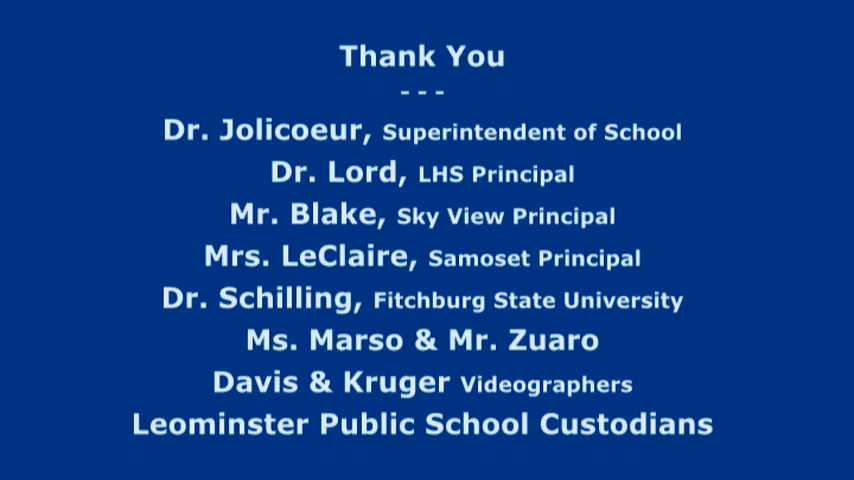 Thank You
- - -
Dr. Jolicoeur, Superintendent of School
Dr. Lord, LHS Principal
Mr. Blake, Sky View Principal
Mrs. LeClaire, Samoset Principal
Dr. Schilling, Fitchburg State University
Ms. Marso & Mr. Zuaro
Davis & Kruger Videographers
Leominster Public School Custodians